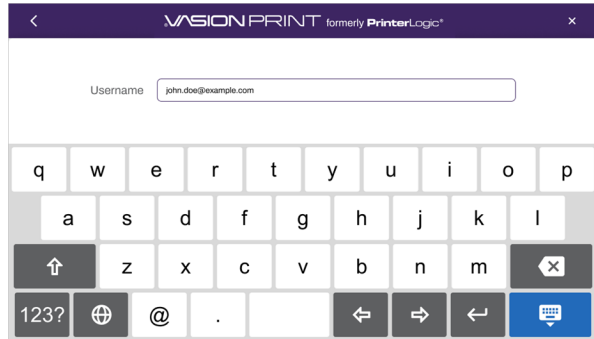 VASION PRINT formerly PrinterLogic®
Username john.doe@example.com
q w e r t y u i o p
a s d f g h j k l
z x c v b n m
123? @ .